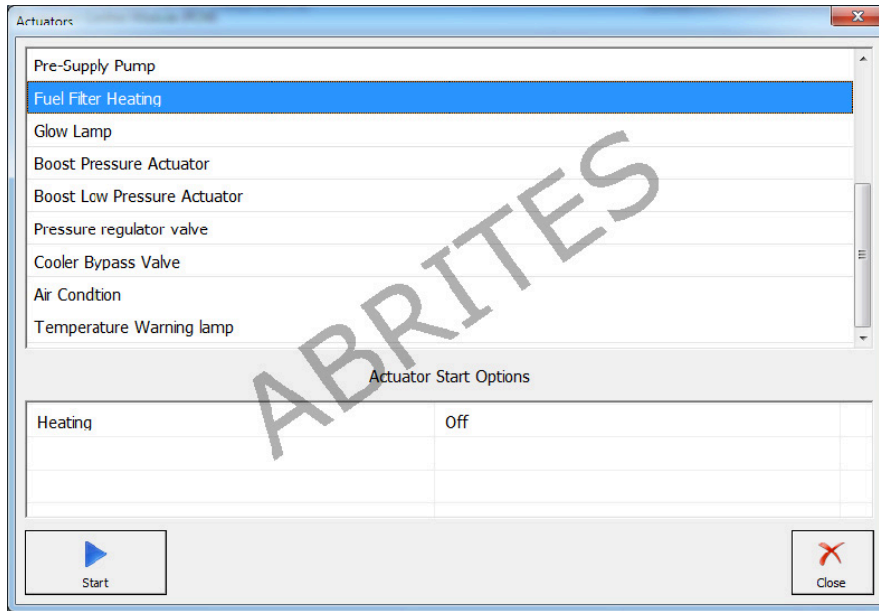 Actuators
Pre-Supply Pump
Fuel Filter Heating
Glow Lamp
Boost Pressure Actuator
Boost Low Pressure Actuator
Pressure regulator valve
Cooler Bypass Valve
Air Condtion
Temperature Warning lamp
ABRITES
Actuator Start Options
Heating Off
Start Close